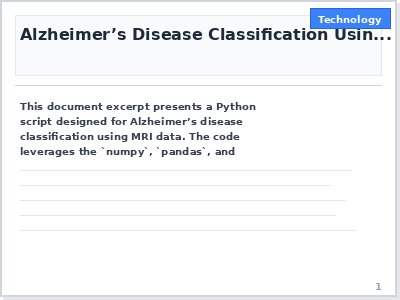 Technology
Alzheimer’s Disease Classification Usin...
This document excerpt presents a Python
script designed for Alzheimer’s disease
classification using MRI data. The code
leverages the `numpy`, `pandas`, and
1